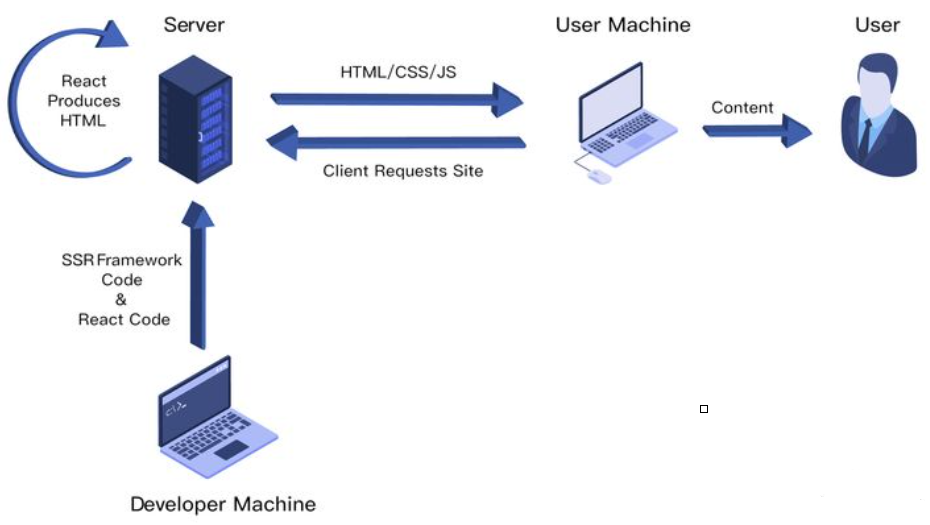 Server
User Machine
User
React
Produces
HTML
HTML/CSS/JS
Content
Client Requests Site
SSR Framework
Code
&
React Code
C:\>_
Developer Machine